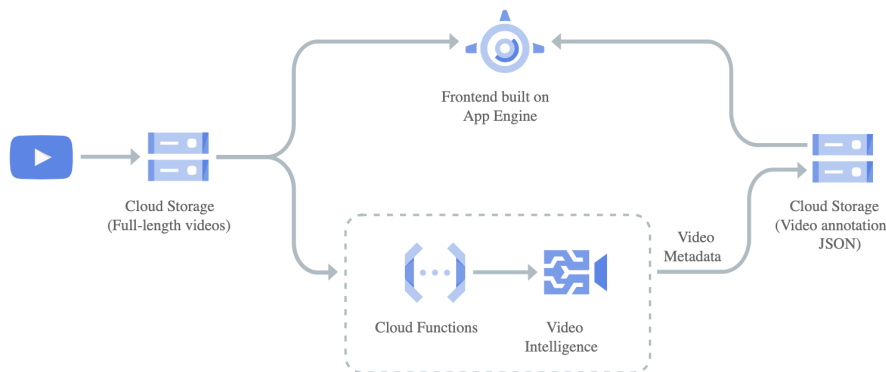 Frontend built on
App Engine
Cloud Storage
(Full-length videos)
Cloud Storage
(Video annotation
JSON)
Video
Metadata
Cloud Functions
Video
Intelligence